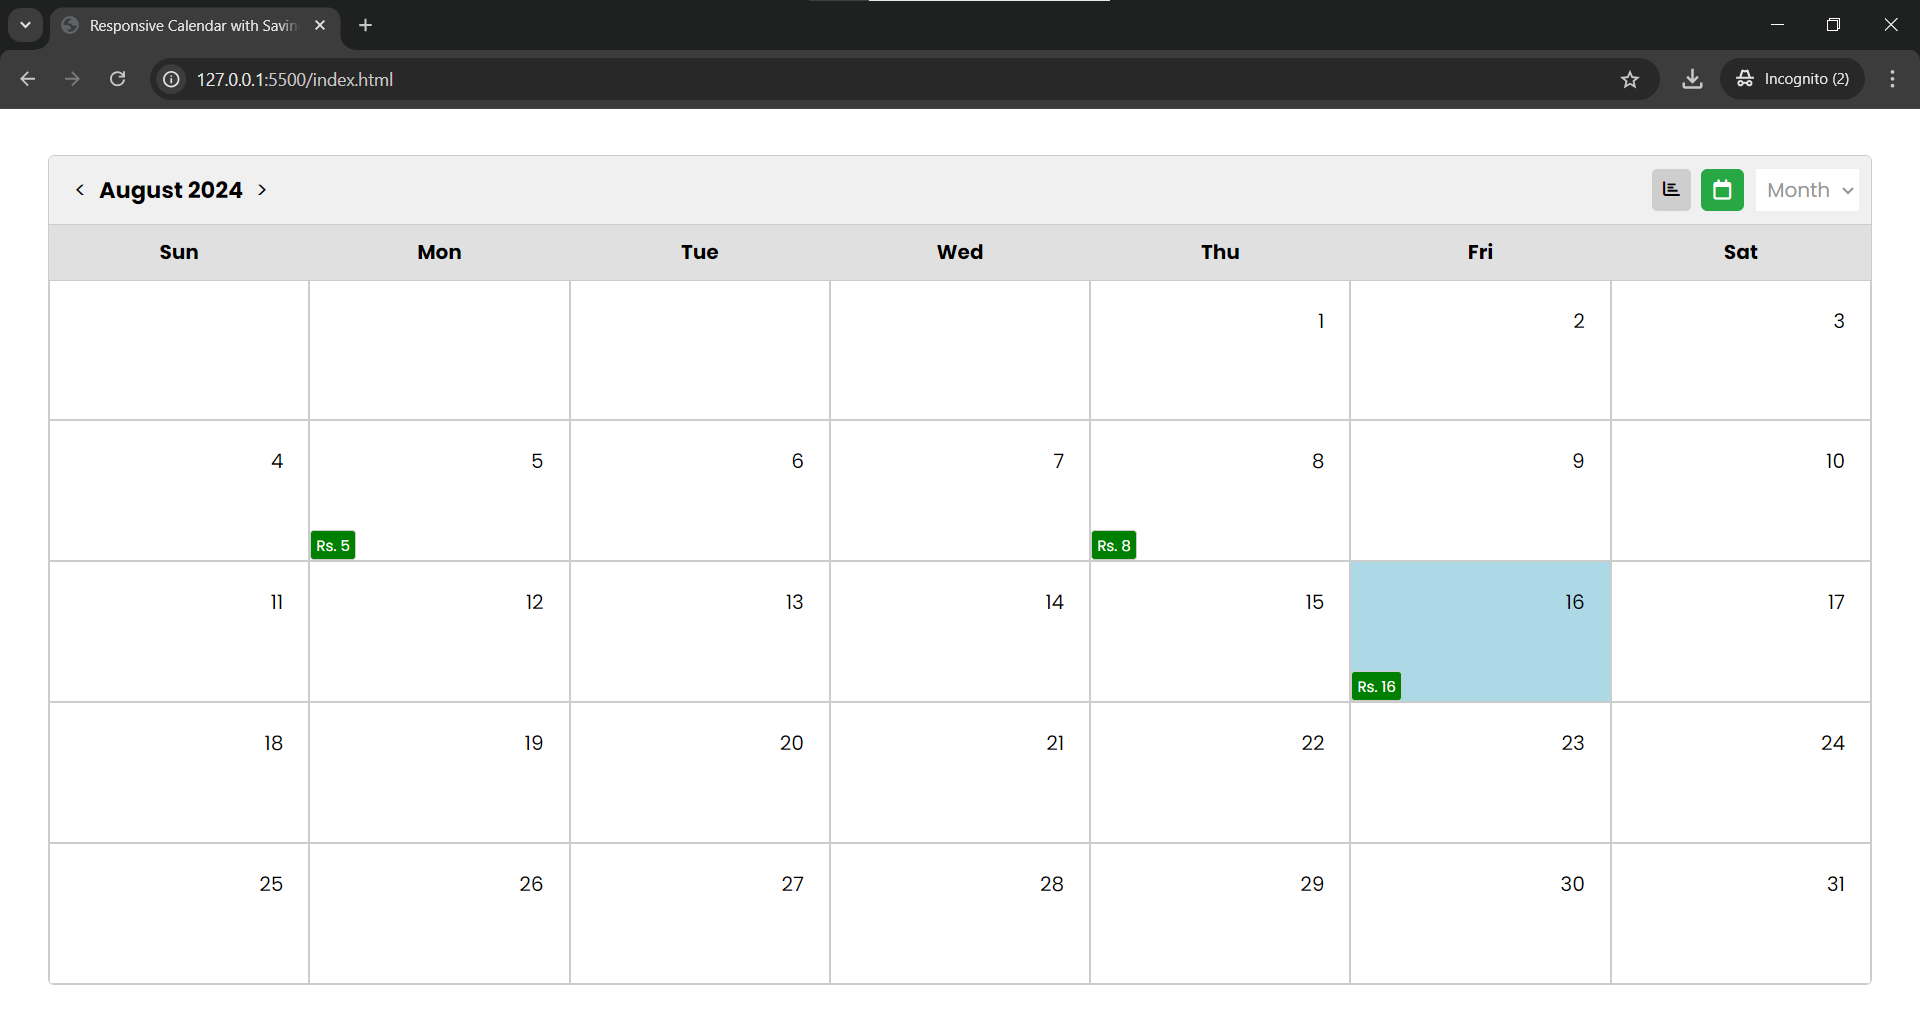 Responsive Calendar with Savin
127.0.0.1:5500/index.html
Incognito (2)
< August 2024 >
Month
Sun Mon Tue Wed Thu Fri Sat
1 2 3
4 5 6 7 8 9 10
Rs. 5 Rs. 8
11 12 13 14 15 16 17
Rs. 16
18 19 20 21 22 23 24
25 26 27 28 29 30 31